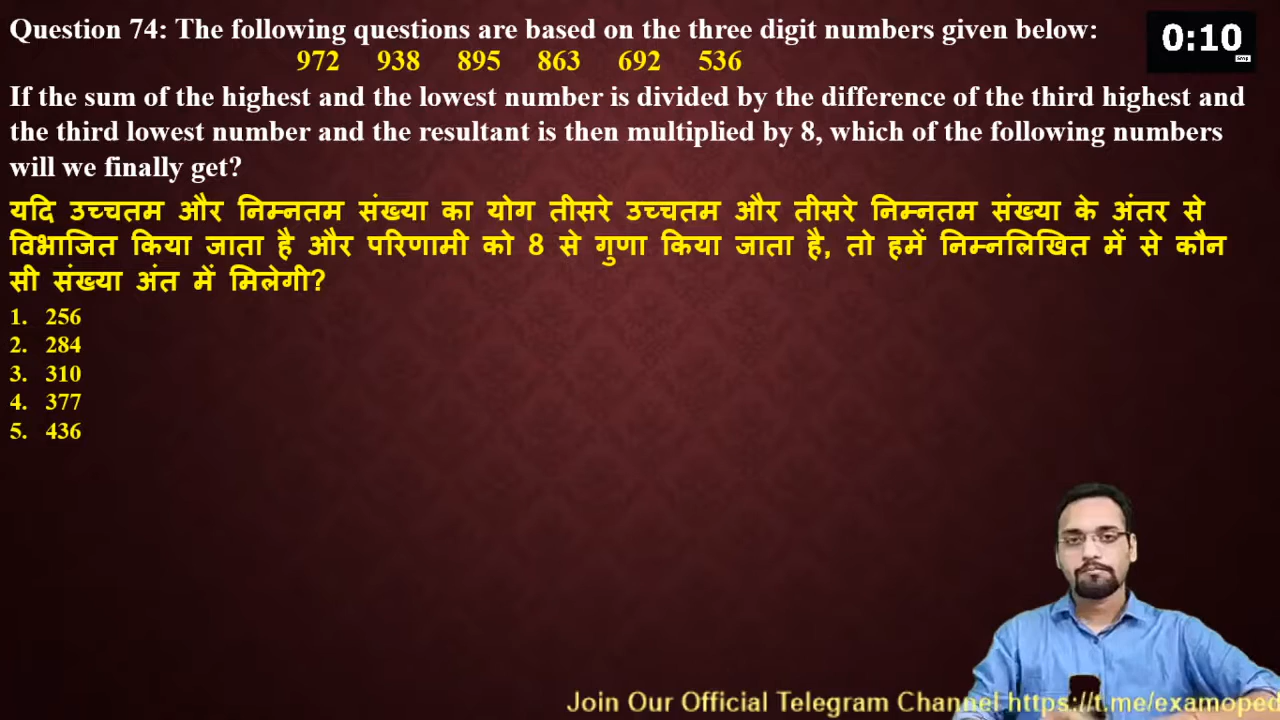 Question 74: The following questions are based on the three digit numbers given below:
0:10
972 938 895 863 692 536
If the sum of the highest and the lowest number is divided by the difference of the third highest and
the third lowest number and the resultant is then multiplied by 8, which of the following numbers
will we finally get?
यदि उच्चतम और निम्नतम संख्या का योग तीसरे उच्चतम और तीसरे निम्नतम संख्या के अंतर से
विभाजित किया जाता है और परिणामी को 8 से गुणा किया जाता है, तो हमें निम्नलिखित में से कौन
सी संख्या अंत में मिलेगी?
1. 256
2. 284
3. 310
4. 377
5. 436
Join Our Official Telegram Channel https://t.me/examoped